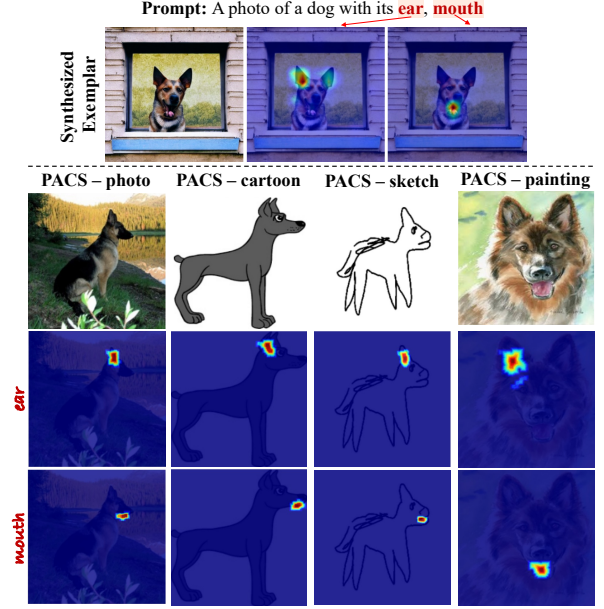 Prompt: A photo of a dog with its ear, mouth
Synthesized
Exemplar
PACS – photo
PACS – cartoon
PACS – sketch
PACS – painting
ear
mouth